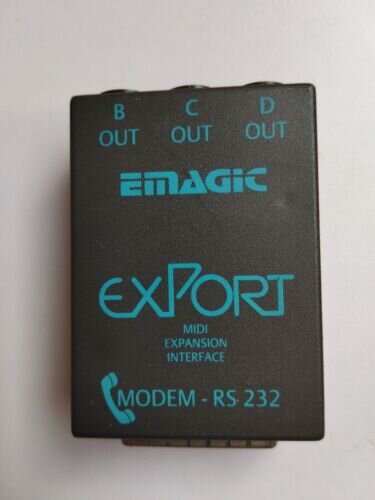 B C D
OUT OUT OUT
EMAGIC
EXPORT
MIDI
EXPANSION
INTERFACE
MODEM - RS 232